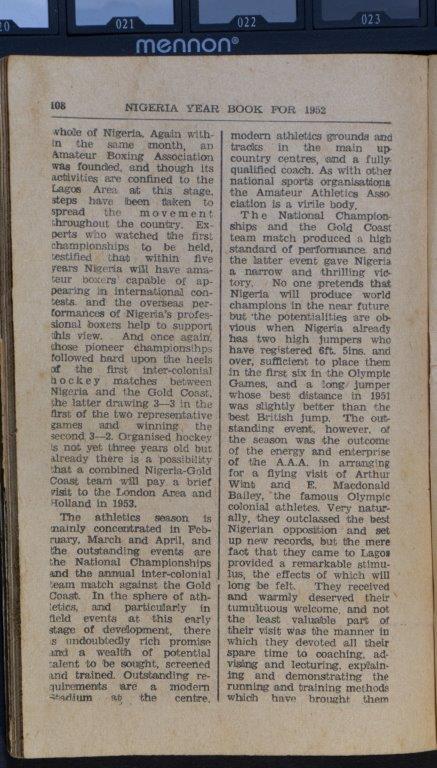 021
022
023
mennon®
108
NIGERIA YEAR BOOK FOR 1952
whole of Nigeria. Again with-
in the same month, an
Amateur Boxing Association
was founded, and though its
activities are confined to the
Lagos Area at this stage,
steps have been taken to
spread the movement
throughout the country. Ex-
perts who watched the first
championships to be held,
testified that within five
years Nigeria will have ama-
teur boxers capable of ap-
pearing in international con-
tests, and the overseas per-
formances of Nigeria's profes-
sional boxers help to support
this view. And once again,
those pioneer championships
followed hard upon the heels
of the first inter-colonial
hockey matches between
Nigeria and the Gold Coast,
the latter drawing 3—3 in the
first of the two representative
games and winning the
second 3—2. Organised hockey
is not yet three years old but
already there is a possibility
that a combined Nigeria-Gold
Coast team will pay a brief
visit to the London Area and
Holland in 1953.
The athletics season is
mainly concentrated in Feb-
ruary, March and April, and
the outstanding events are
the National Championships
and the annual inter-colonial
team match against the Gold
Coast. In the sphere of ath-
letics, and particularly in
field events at this early
stage of development, there
is undoubtedly rich promise
and a wealth of potential
talent to be sought, screened
and trained. Outstanding re-
quirements are a modern
stadium at the centre,
modern athletics grounds and
tracks in the main up-
country centres, and a fully-
qualified coach. As with other
national sports organisations
the Amateur Athletics Asso-
ciation is a virile body.
The National Champion-
ships and the Gold Coast
team match produced a high
standard of performance and
the latter event gave Nigeria
a narrow and thrilling vic-
tory. No one pretends that
Nigeria will produce world
champions in the near future
but the potentialities are ob-
vious when Nigeria already
has two high jumpers who
have registered 6ft. 5ins. and
over, sufficient to place them
in the first six in the Olympic
Games, and a long jumper
whose best distance in 1951
was slightly better than the
best British jump. The out-
standing event, however, of
the season was the outcome
of the energy and enterprise
of the A.A.A. in arranging
for a flying visit of Arthur
Wint and E. Macdonald
Bailey, the famous Olympic
colonial athletes. Very natur-
ally, they outclassed the best
Nigerian opposition and set
up new records, but the mere
fact that they came to Lagos
provided a remarkable stimu-
lus, the effects of which will
long be felt. They received
and warmly deserved their
tumultuous welcome, and not
the least valuable part of
their visit was the manner in
which they devoted all their
spare time to coaching, ad-
vising and lecturing, explain-
ing and demonstrating the
running and training methods
which have brought them